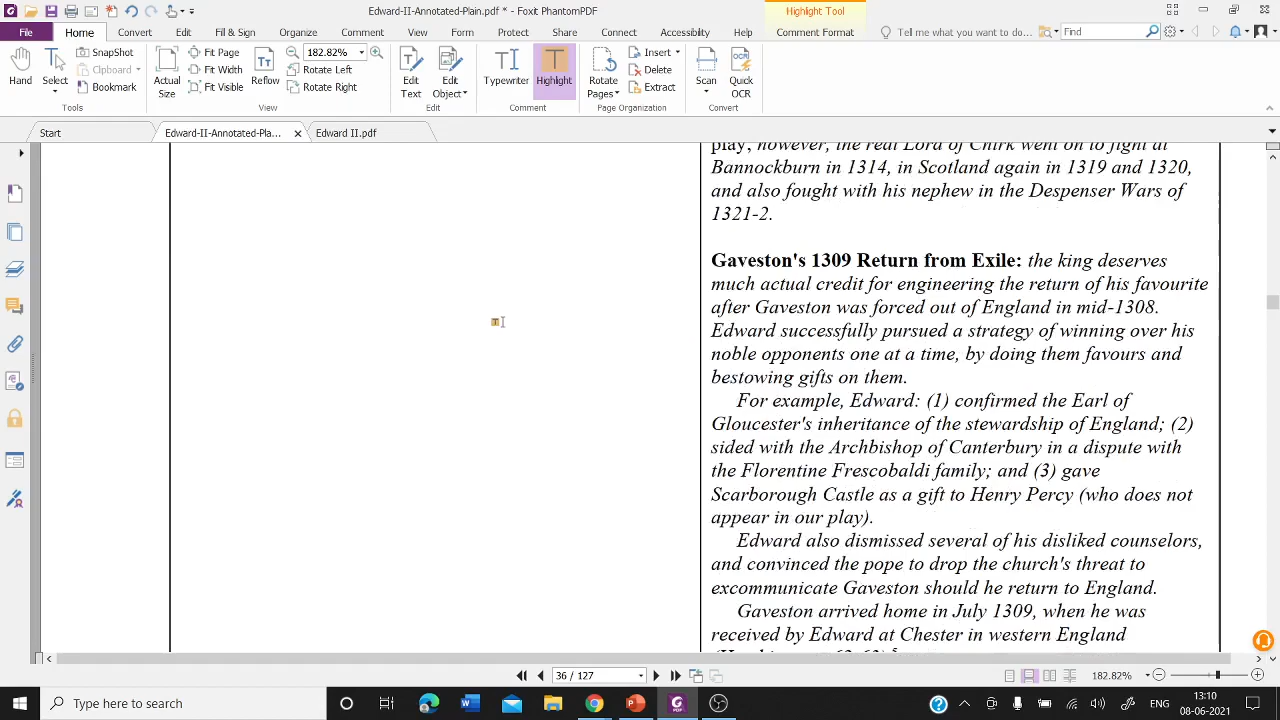 Edward-II-Annotated-Plain.pdf * - Foxit PhantomPDF
Highlight Tool
File Home Convert Edit Fill & Sign Organize Comment View Form Protect Share Connect Accessibility Help Comment Format
Tell me what you want to do... Find
Hand Select SnapShot Clipboard Bookmark
Actual Size Fit Page Fit Width Fit Visible Reflow 182.82% Rotate Left Rotate Right
Edit Text Edit Object Typewriter Highlight Rotate Pages Insert Delete Extract Scan Quick OCR
Tools View Edit Comment Page Organization Convert
Start Edward-II-Annotated-Pla... Edward II.pdf
play; however, the real Lord of Chirk went on to fight at
Bannockburn in 1314, in Scotland again in 1319 and 1320,
and also fought with his nephew in the Despenser Wars of
1321-2.
Gaveston's 1309 Return from Exile: the king deserves
much actual credit for engineering the return of his favourite
after Gaveston was forced out of England in mid-1308.
Edward successfully pursued a strategy of winning over his
noble opponents one at a time, by doing them favours and
bestowing gifts on them.
For example, Edward: (1) confirmed the Earl of
Gloucester's inheritance of the stewardship of England; (2)
sided with the Archbishop of Canterbury in a dispute with
the Florentine Frescobaldi family; and (3) gave
Scarborough Castle as a gift to Henry Percy (who does not
appear in our play).
Edward also dismissed several of his disliked counselors,
and convinced the pope to drop the church's threat to
excommunicate Gaveston should he return to England.
Gaveston arrived home in July 1309, when he was
received by Edward at Chester in western England
36 / 127 182.82%
Type here to search ENG 13:10
08-06-2021